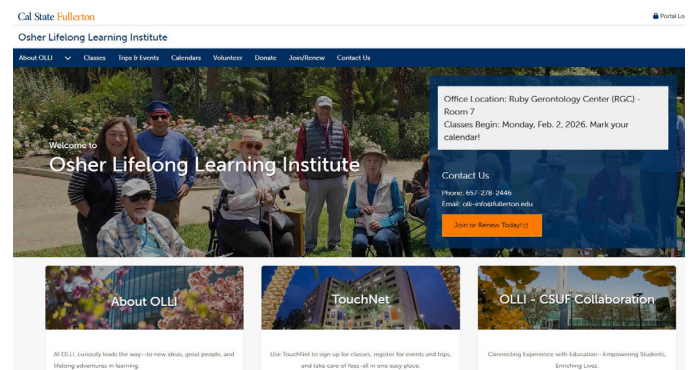 Cal State Fullerton
Portal Lo
Osher Lifelong Learning Institute
About OLLI
Classes
Trips & Events
Calendars
Volunteer
Donate
Join/Renew
Contact Us
Welcome to
Osher Lifelong Learning Institute
Office Location: Ruby Gerontology Center (RGC) -
Room 7
Classes Begin: Monday, Feb. 2, 2026. Mark your
calendar!
Contact Us
Phone: 657-278-2446
Email: olli-info@fullerton.edu
Join or Renew Today!
About OLLI
At OLLI, curiosity leads the way—to new ideas, great people, and
lifelong adventures in learning.
TouchNet
Use TouchNet to sign up for classes, register for events and trips,
and take care of fees–all in one easy place.
OLLI - CSUF Collaboration
Connecting Experience with Education—Empowering Students,
Enriching Lives.